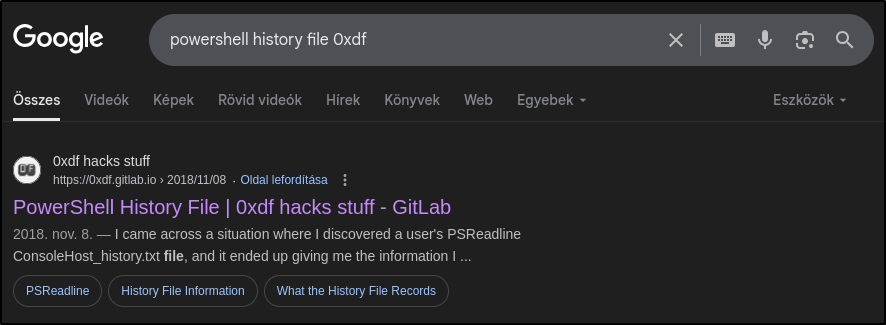 Google
powershell history file 0xdf
Összes Videók Képek Rövid videók Hírek Könyvek Web Egyebek Eszközök
0xdf hacks stuff
https://0xdf.gitlab.io › 2018/11/08 · Oldal lefordítása
PowerShell History File | 0xdf hacks stuff - GitLab
2018. nov. 8. — I came across a situation where I discovered a user's PSReadline
ConsoleHost_history.txt file, and it ended up giving me the information I ...
PSReadline History File Information What the History File Records